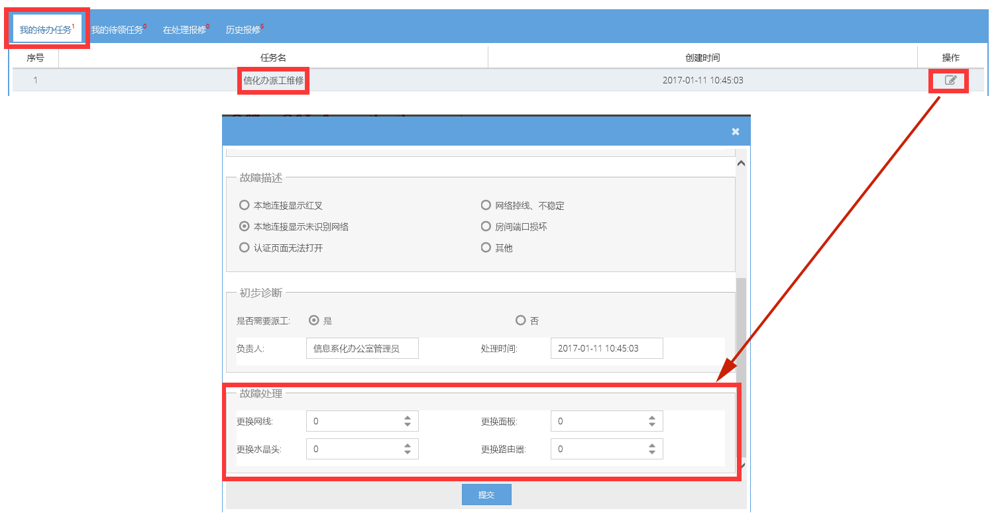 我的待办任务1 我的待领任务0 在处理报修0 历史报修5
序号 任务名 创建时间 操作
1 信化办派工维修 2017-01-11 10:45:03
故障描述
本地连接显示红叉 网络掉线、不稳定
本地连接显示未识别网络 房间端口损坏
认证页面无法打开 其他
初步诊断
是否需要派工: 是 否
负责人: 信息系化办公室管理员 处理时间: 2017-01-11 10:45:03
故障处理
更换网线: 0 更换面板: 0
更换水晶头: 0 更换路由器: 0
提交